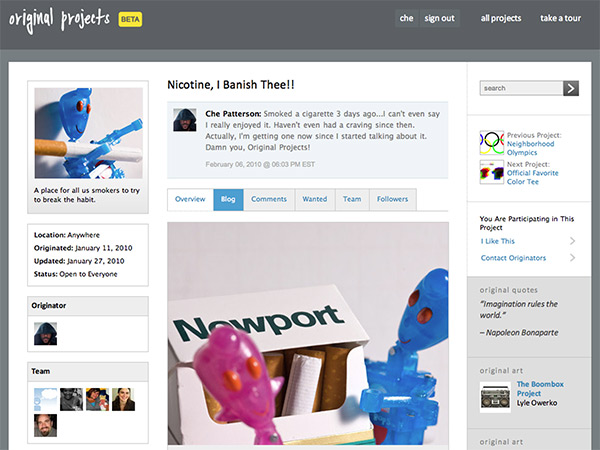 original projects BETA
che sign out all projects take a tour
A place for all us smokers to try
to break the habit.
Location: Anywhere
Originated: January 11, 2010
Updated: January 27, 2010
Status: Open to Everyone
Originator
Team
Nicotine, I Banish Thee!!
Che Patterson: Smoked a cigarette 3 days ago...I can't even say
I really enjoyed it. Haven't even had a craving since then.
Actually, I'm getting one now since I started talking about it.
Damn you, Original Projects!
February 06, 2010 @ 06:03 PM EST
Overview Blog Comments Wanted Team Followers
Newport
search
Previous Project:
Neighborhood
Olympics
Next Project:
Official Favorite
Color Tee
You Are Participating in This
Project
I Like This
Contact Originators
original quotes
"Imagination rules the
world."
– Napoleon Bonaparte
original art
The Boombox
Project
Lyle Owerko
original art